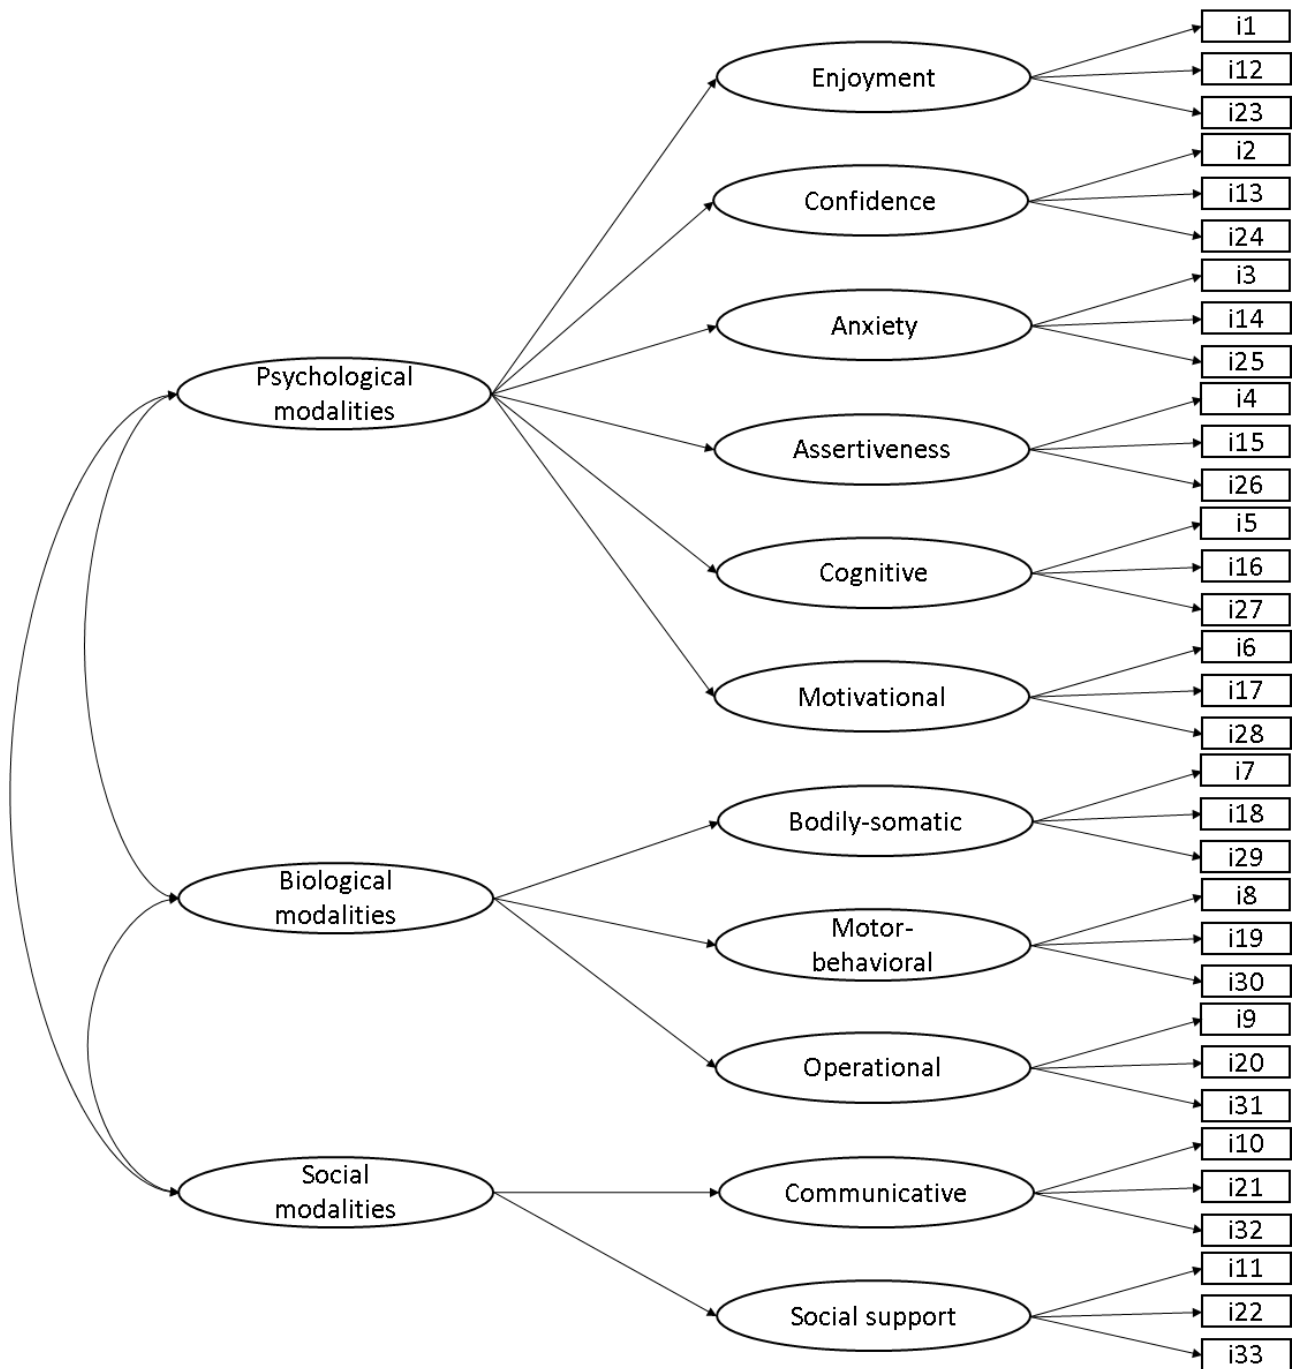 i1
Enjoyment
i12
i23
i2
Confidence
i13
i24
i3
Anxiety
i14
i25
Psychological
modalities
i4
Assertiveness
i15
i26
i5
Cognitive
i16
i27
i6
Motivational
i17
i28
i7
Bodily-somatic
i18
i29
Biological
modalities
i8
Motor-
behavioral
i19
i30
i9
Operational
i20
i31
Social
modalities
i10
Communicative
i21
i32
i11
Social support
i22
i33